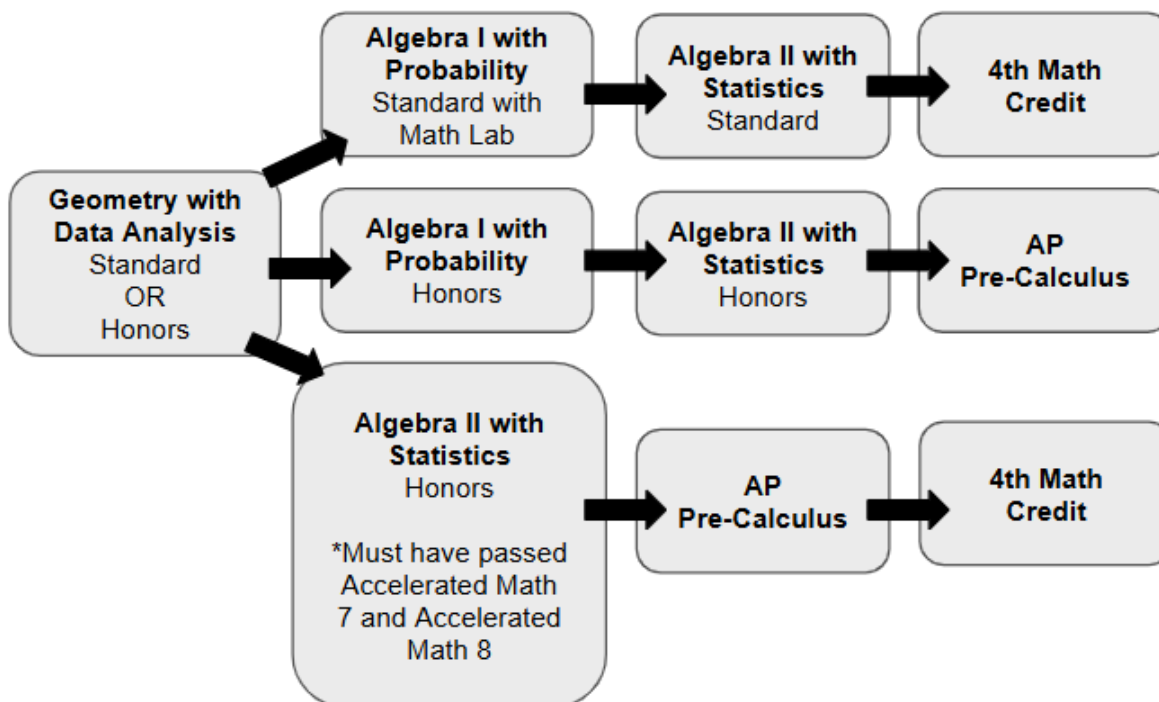 Geometry with
Data Analysis
Standard
OR
Honors
Algebra I with
Probability
Standard with
Math Lab
Algebra II with
Statistics
Standard
4th Math
Credit
Algebra I with
Probability
Honors
Algebra II with
Statistics
Honors
AP
Pre-Calculus
Algebra II with
Statistics
Honors
*Must have passed
Accelerated Math
7 and Accelerated
Math 8
AP
Pre-Calculus
4th Math
Credit